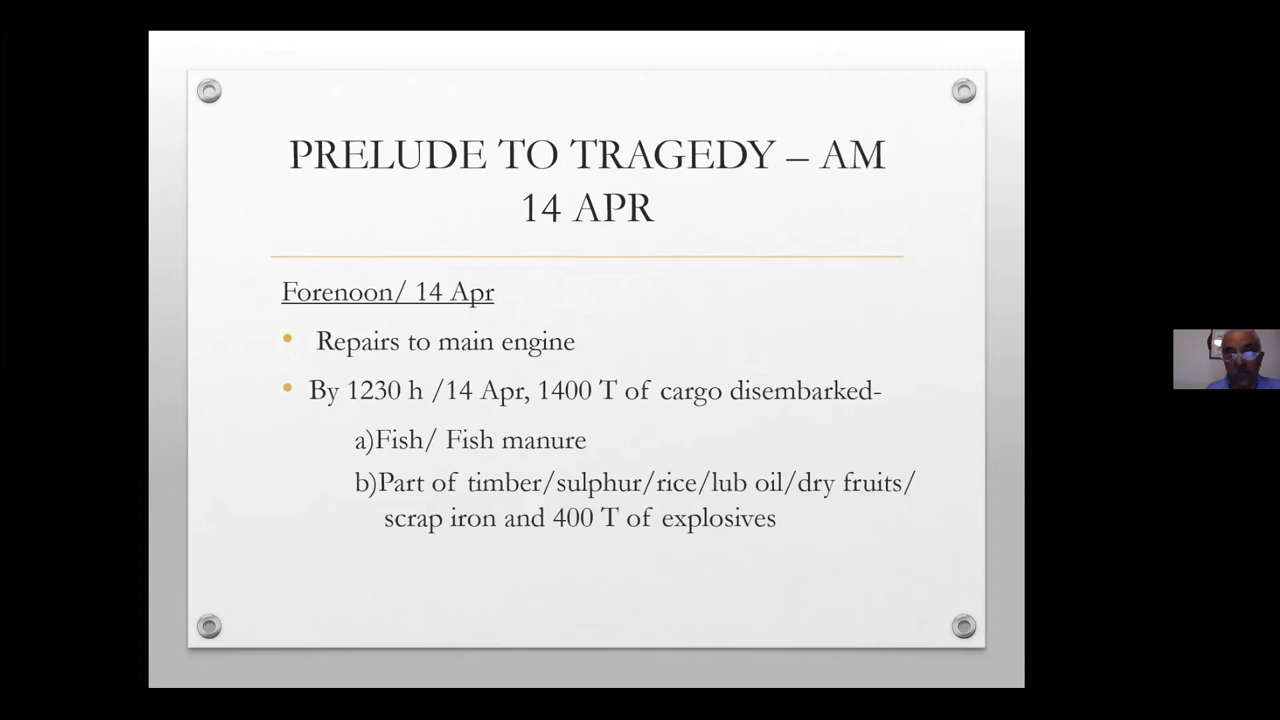 PRELUDE TO TRAGEDY – AM
14 APR
Forenoon/ 14 Apr
• Repairs to main engine
• By 1230 h /14 Apr, 1400 T of cargo disembarked-
a)Fish/ Fish manure
b)Part of timber/sulphur/rice/lub oil/dry fruits/
scrap iron and 400 T of explosives